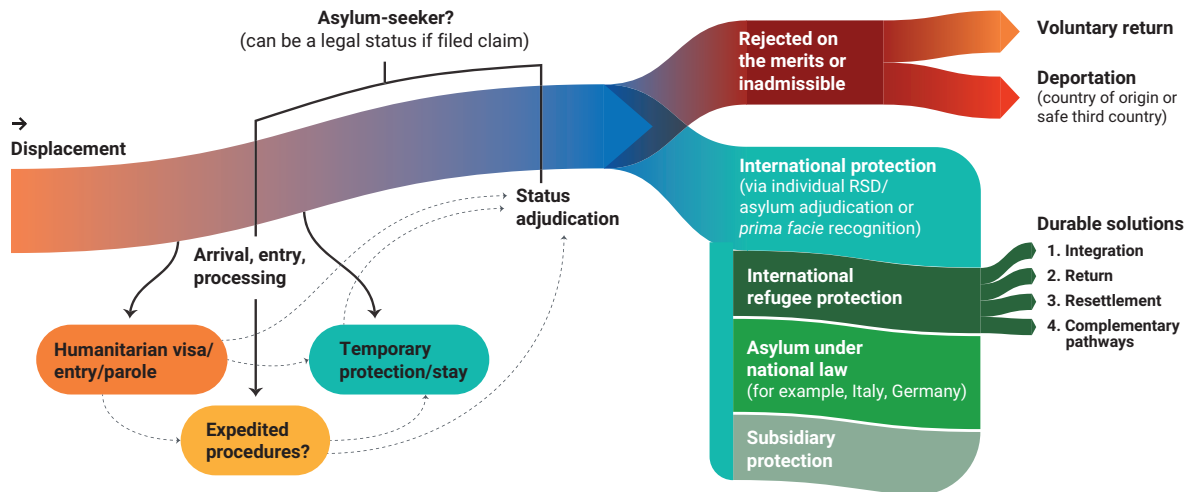 Asylum-seeker?
(can be a legal status if filed claim)
Displacement
Arrival, entry,
processing
Status
adjudication
Humanitarian visa/
entry/parole
Temporary
protection/stay
Expedited
procedures?
Rejected on
the merits or
inadmissible
Voluntary return
Deportation
(country of origin or
safe third country)
International protection
(via individual RSD/
asylum adjudication or
prima facie recognition)
International
refugee protection
Asylum under
national law
(for example, Italy, Germany)
Subsidiary
protection
Durable solutions
1. Integration
2. Return
3. Resettlement
4. Complementary
pathways